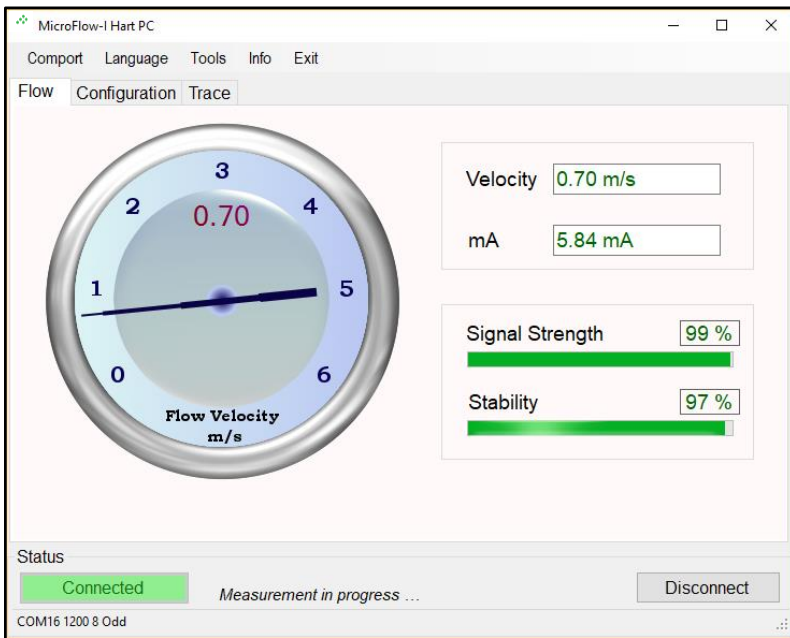 MicroFlow-I Hart PC
Comport Language Tools Info Exit
Flow Configuration Trace
3
2 4
0.70
1 5
0 6
Flow Velocity
m/s
Velocity 0.70 m/s
mA 5.84 mA
Signal Strength 99 %
Stability 97 %
Status
Connected Measurement in progress ... Disconnect
COM16 1200 8 Odd